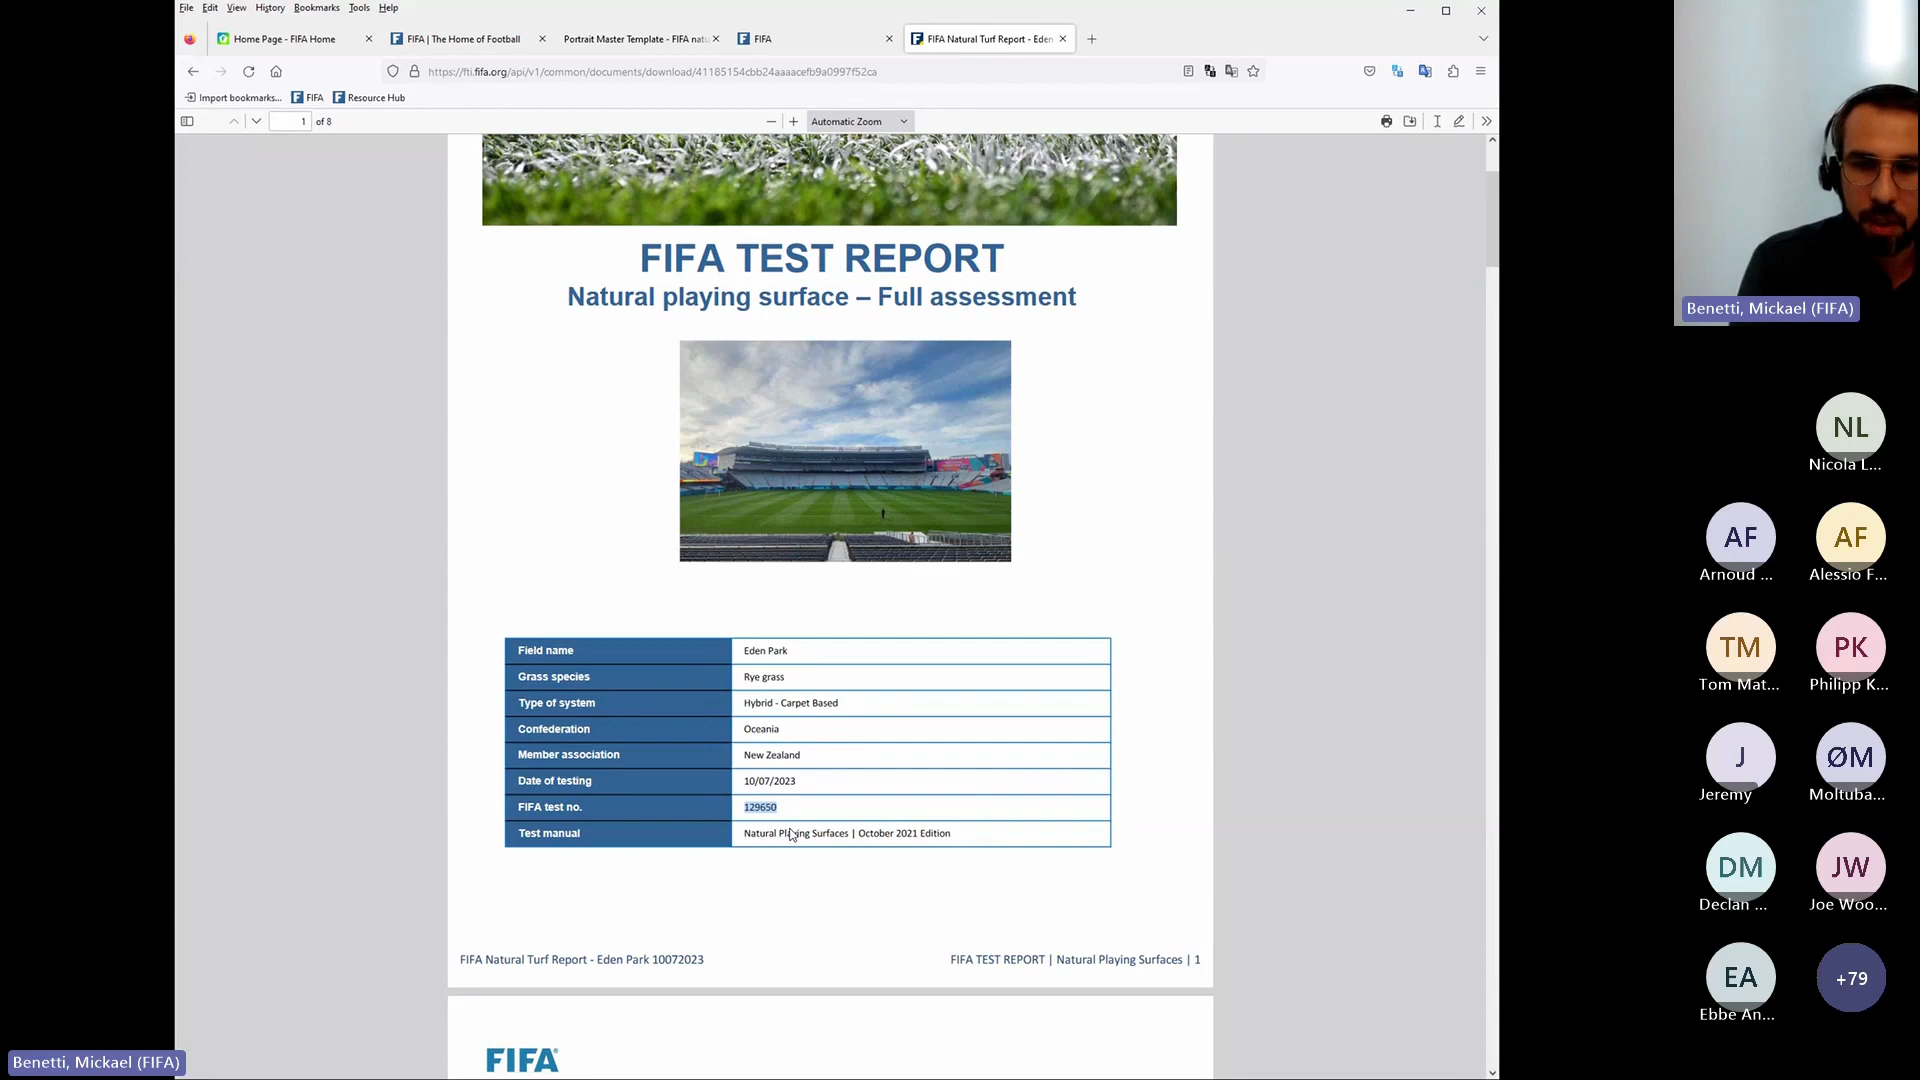 File Edit View History Bookmarks Tools Help
Home Page - FIFA Home
FIFA | The Home of Football
Portrait Master Template - FIFA natu
FIFA
FIFA Natural Turf Report - Eden
https://fti.fifa.org/api/v1/common/documents/download/41185154cbb24aaaacefb9a0997f52ca
Import bookmarks... FIFA Resource Hub
1 of 8
Automatic Zoom
FIFA TEST REPORT
Natural playing surface – Full assessment
Field name Eden Park
Grass species Rye grass
Type of system Hybrid - Carpet Based
Confederation Oceania
Member association New Zealand
Date of testing 10/07/2023
FIFA test no. 129650
Test manual Natural Playing Surfaces | October 2021 Edition
FIFA Natural Turf Report - Eden Park 10072023
FIFA TEST REPORT | Natural Playing Surfaces | 1
FIFA
Benetti, Mickael (FIFA)
NL
Nicola L...
AF
Arnoud ...
AF
Alessio F...
TM
Tom Mat...
PK
Philipp K...
J
Jeremy
ØM
Moltuba...
DM
Declan ...
JW
Joe Woo...
EA
Ebbe An...
+79
Benetti, Mickael (FIFA)